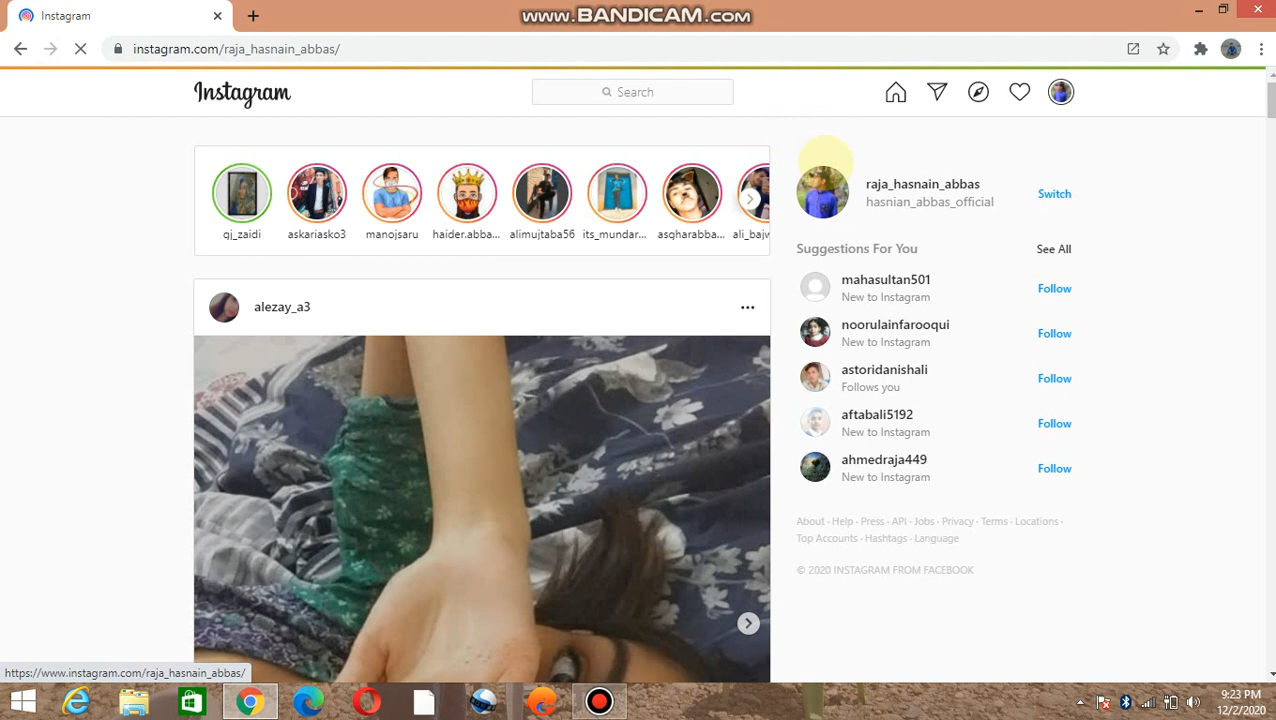 Instagram
www.BANDICAM.com
instagram.com/raja_hasnain_abbas/
Instagram
Search
qj_zaidi
askariasko3
manojsaru
haider.abba...
alimujtaba56
its_mundar...
asgharabba...
ali_bajw
raja_hasnain_abbas
hasnian_abbas_official
Switch
Suggestions For You
See All
mahasultan501
New to Instagram
Follow
noorulainfarooqui
New to Instagram
Follow
astoridanishali
Follows you
Follow
aftabali5192
New to Instagram
Follow
ahmedraja449
New to Instagram
Follow
About · Help · Press · API · Jobs · Privacy · Terms · Locations ·
Top Accounts · Hashtags · Language
© 2020 INSTAGRAM FROM FACEBOOK
alezay_a3
https://www.instagram.com/raja_hasnain_abbas/
9:23 PM
12/2/2020